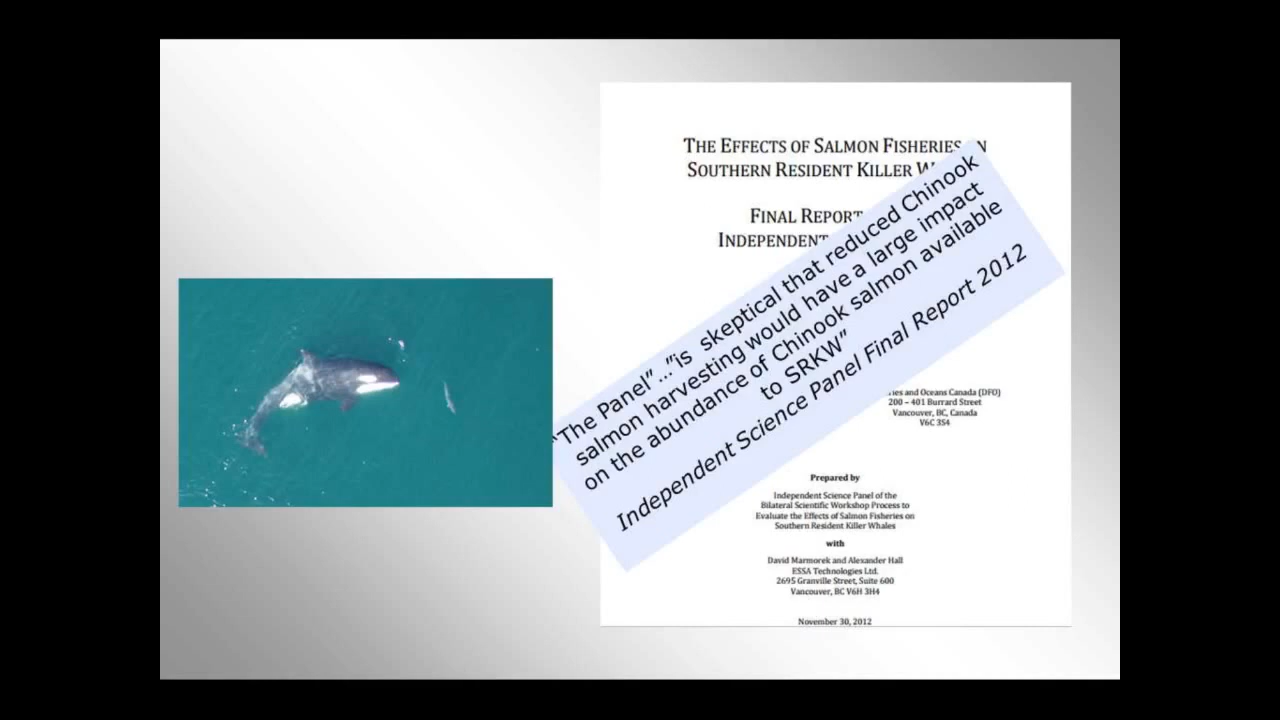 THE EFFECTS OF SALMON FISHERIES
SOUTHERN RESIDENT KILLER
FINAL REPORT
INDEPENDENT
"The Panel"…"is skeptical that reduced Chinook
salmon harvesting would have a large impact
on the abundance of Chinook salmon available
to SRKW"
Independent Science Panel Final Report 2012
and Oceans Canada (DFO)
200 – 401 Burrard Street
Vancouver, BC, Canada
V6C 3S4
Prepared by
Independent Science Panel of the
Bilateral Scientific Workshop Process to
Evaluate the Effects of Salmon Fisheries on
Southern Resident Killer Whales
with
David Marmorek and Alexander Hall
ESSA Technologies Ltd.
2695 Granville Street, Suite 600
Vancouver, BC V6H 3H4
November 30, 2012